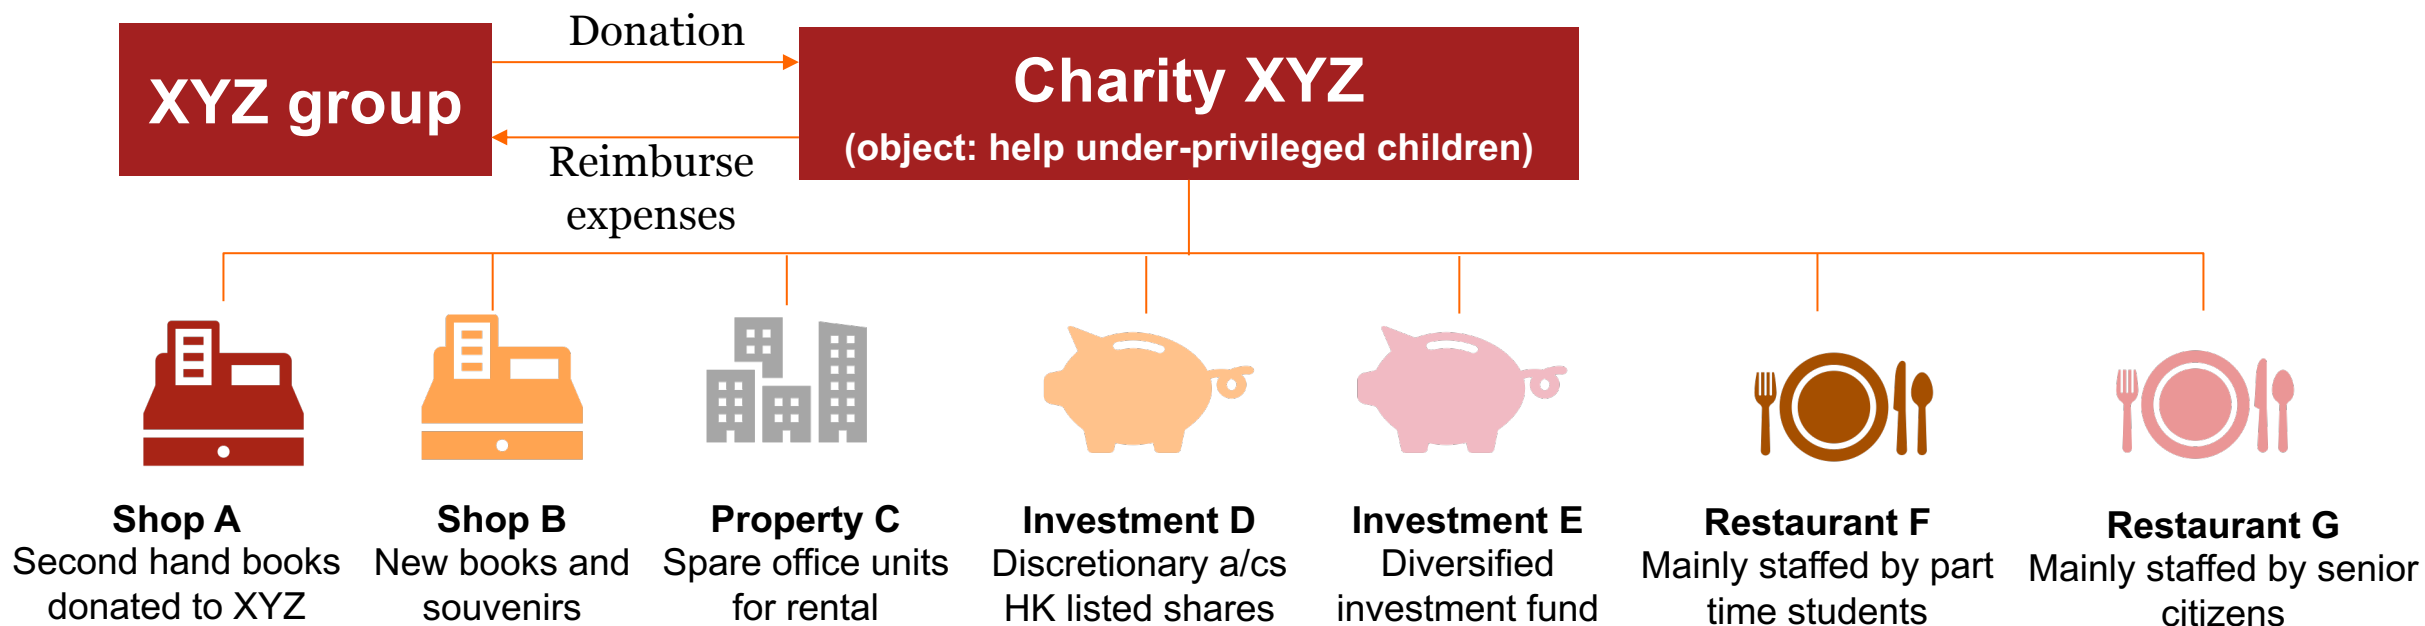 Donation
XYZ group
Charity XYZ
(object: help under-privileged children)
Reimburse
expenses
Shop A
Second hand books
donated to XYZ
Shop B
New books and
souvenirs
Property C
Spare office units
for rental
Investment D
Discretionary a/cs
HK listed shares
Investment E
Diversified
investment fund
Restaurant F
Mainly staffed by part
time students
Restaurant G
Mainly staffed by senior
citizens